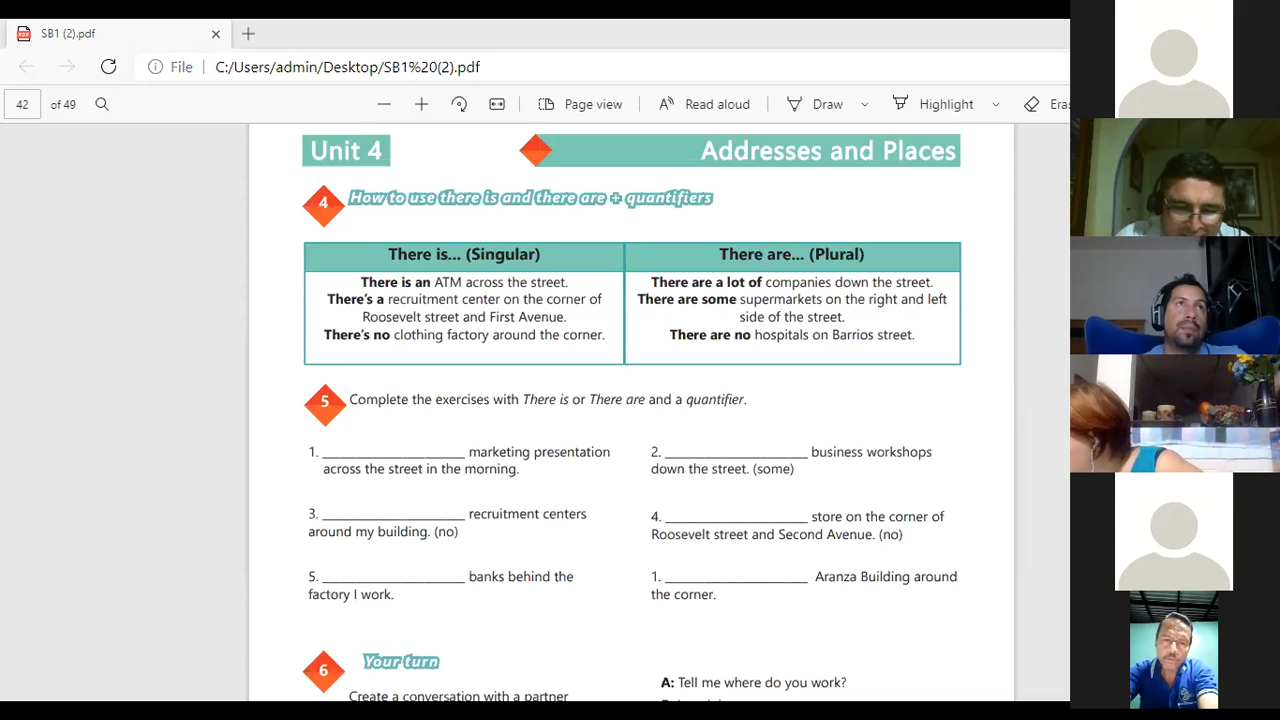 SB1 (2).pdf
File
C:/Users/admin/Desktop/SB1%20(2).pdf
42 of 49
Page view
Read aloud
Draw
Highlight
Eras
Unit 4
Addresses and Places
4
How to use there is and there are + quantifiers
There is... (Singular)
There is an ATM across the street.
There's a recruitment center on the corner of
Roosevelt street and First Avenue.
There's no clothing factory around the corner.
There are... (Plural)
There are a lot of companies down the street.
There are some supermarkets on the right and left
side of the street.
There are no hospitals on Barrios street.
5
Complete the exercises with There is or There are and a quantifier.
1. ____________________ marketing presentation
across the street in the morning.
2. ____________________ business workshops
down the street. (some)
3. ____________________ recruitment centers
around my building. (no)
4. ____________________ store on the corner of
Roosevelt street and Second Avenue. (no)
5. ____________________ banks behind the
factory I work.
1. ____________________ Aranza Building around
the corner.
6
Your turn
Create a conversation with a partner
A: Tell me where do you work?